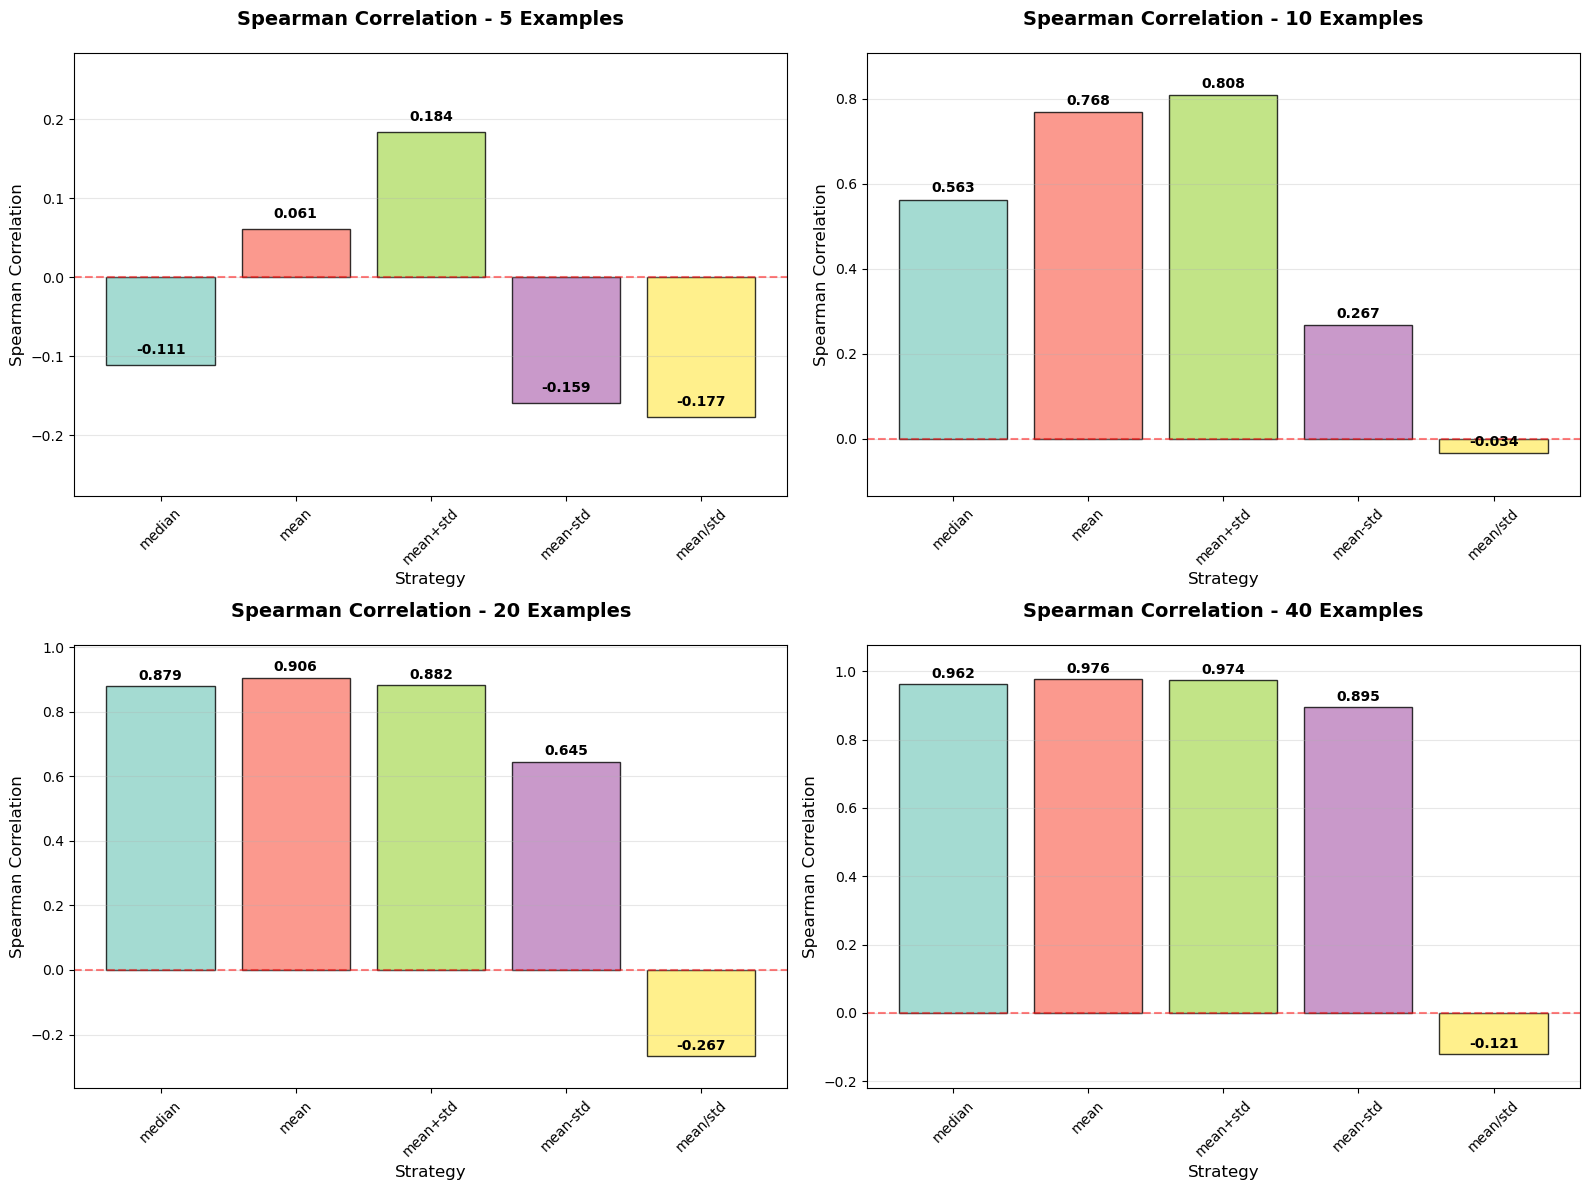 Spearman Correlation - 5 Examples
Spearman Correlation
0.2
0.1
0.0
−0.1
−0.2
-0.111
0.061
0.184
-0.159
-0.177
median
mean
mean+std
mean-std
mean/std
Strategy
Spearman Correlation - 10 Examples
Spearman Correlation
0.8
0.6
0.4
0.2
0.0
0.563
0.768
0.808
0.267
-0.034
median
mean
mean+std
mean-std
mean/std
Strategy
Spearman Correlation - 20 Examples
Spearman Correlation
1.0
0.8
0.6
0.4
0.2
0.0
−0.2
0.879
0.906
0.882
0.645
-0.267
median
mean
mean+std
mean-std
mean/std
Strategy
Spearman Correlation - 40 Examples
Spearman Correlation
1.0
0.8
0.6
0.4
0.2
0.0
−0.2
0.962
0.976
0.974
0.895
-0.121
median
mean
mean+std
mean-std
mean/std
Strategy